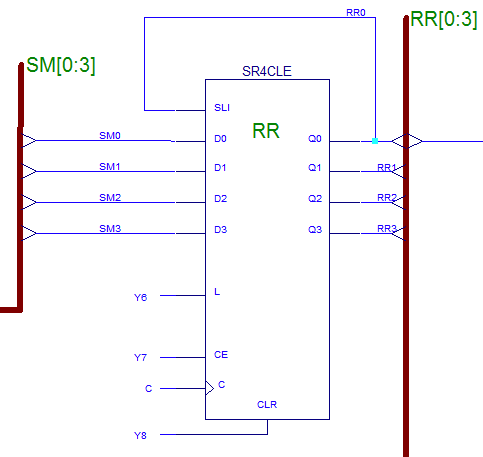 RR0
RR[0:3]
SM[0:3]
SR4CLE
SLI
RR
SM0
D0
Q0
SM1
D1
Q1
RR1
SM2
D2
Q2
RR2
SM3
D3
Q3
RR3
Y6
L
Y7
CE
C
C
CLR
Y8